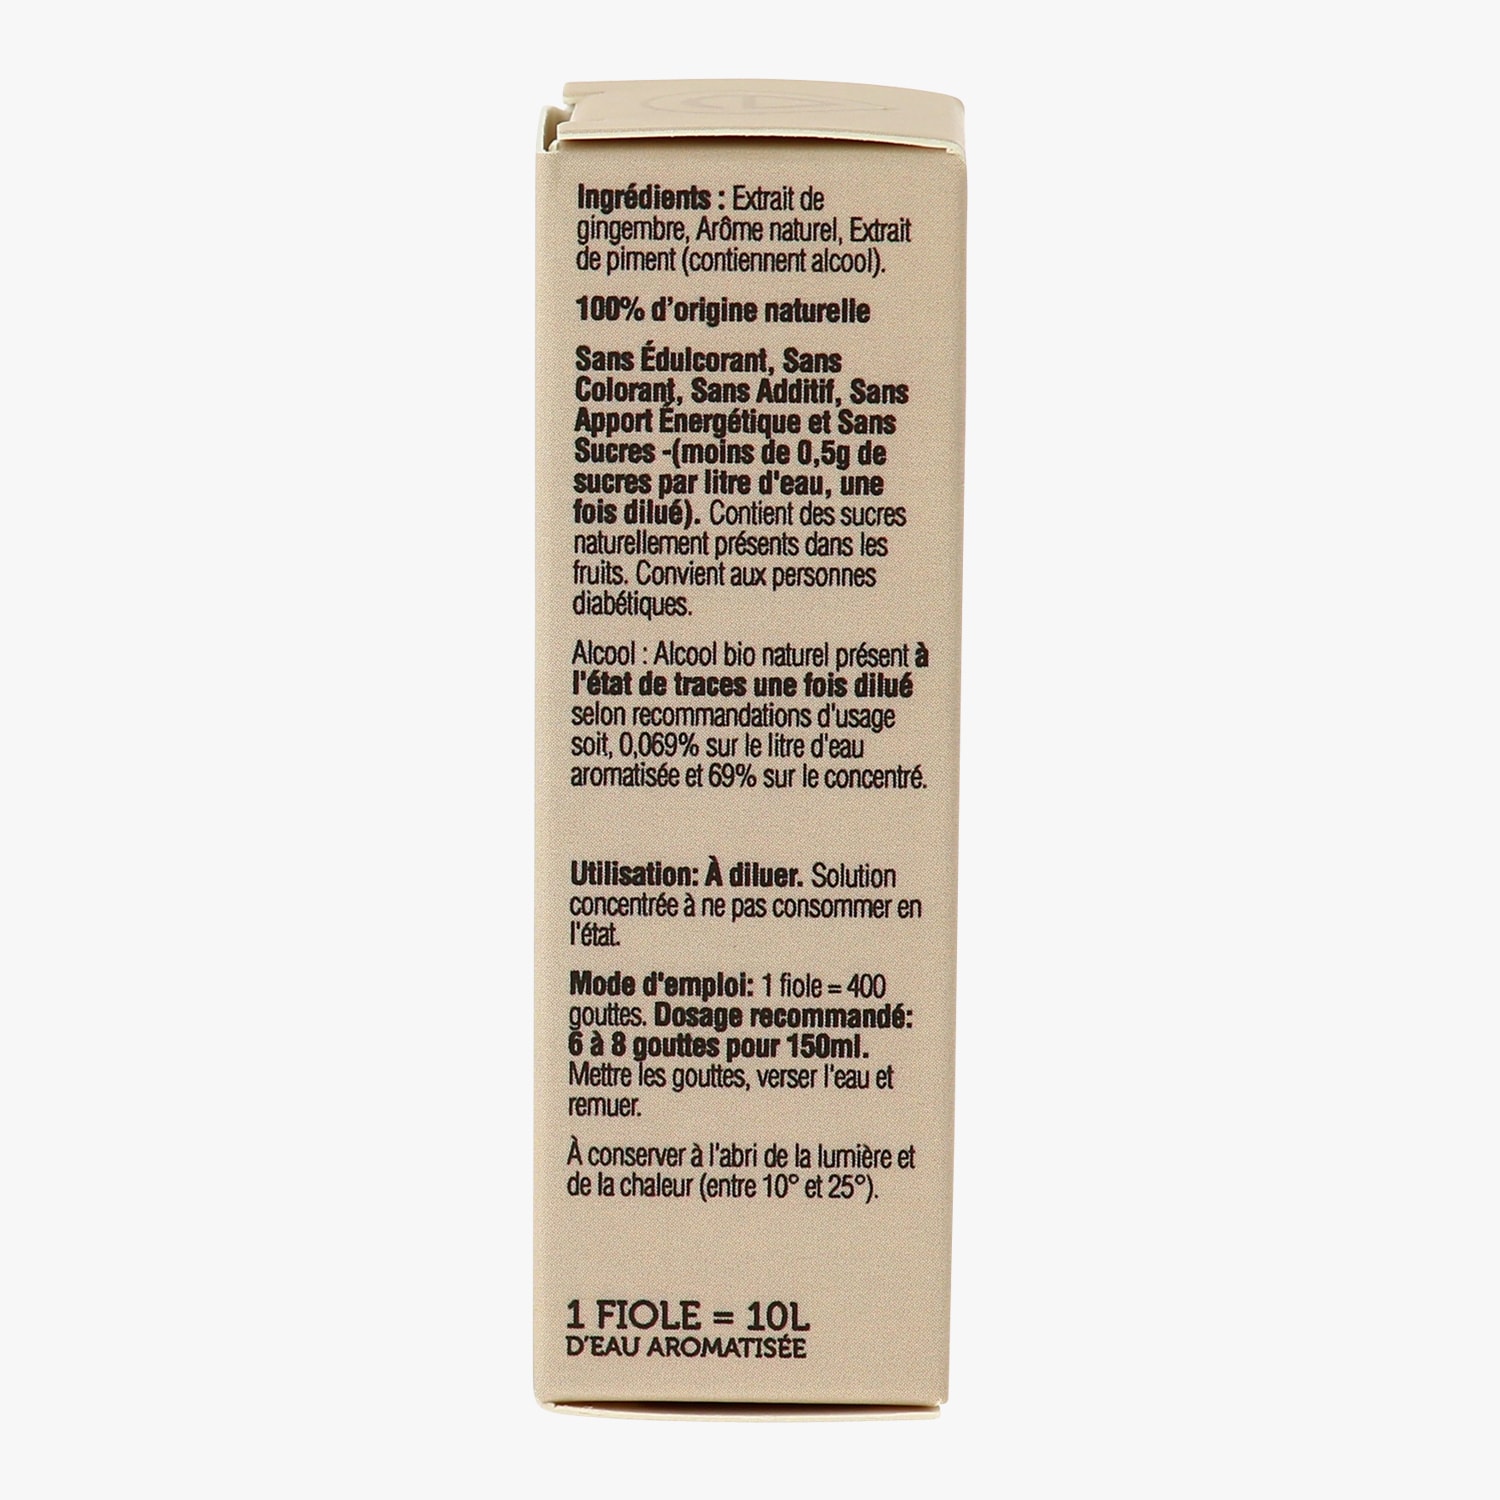 Ingrédients : Extrait de
gingembre, Arôme naturel, Extrait
de piment (contiennent alcool).
100% d'origine naturelle
Sans Édulcorant, Sans
Colorant, Sans Additif, Sans
Apport Énergétique et Sans
Sucres -(moins de 0,5g de
sucres par litre d'eau, une
fois dilué). Contient des sucres
naturellement présents dans les
fruits. Convient aux personnes
diabétiques.
Alcool : Alcool bio naturel présent à
l'état de traces une fois dilué
selon recommandations d'usage
soit, 0,069% sur le litre d'eau
aromatisée et 69% sur le concentré.
Utilisation: À diluer. Solution
concentrée à ne pas consommer en
l'état.
Mode d'emploi: 1 fiole = 400
gouttes. Dosage recommandé:
6 à 8 gouttes pour 150ml.
Mettre les gouttes, verser l'eau et
remuer.
À conserver à l'abri de la lumière et
de la chaleur (entre 10° et 25°).
1 FIOLE = 10L
D'EAU AROMATISÉE